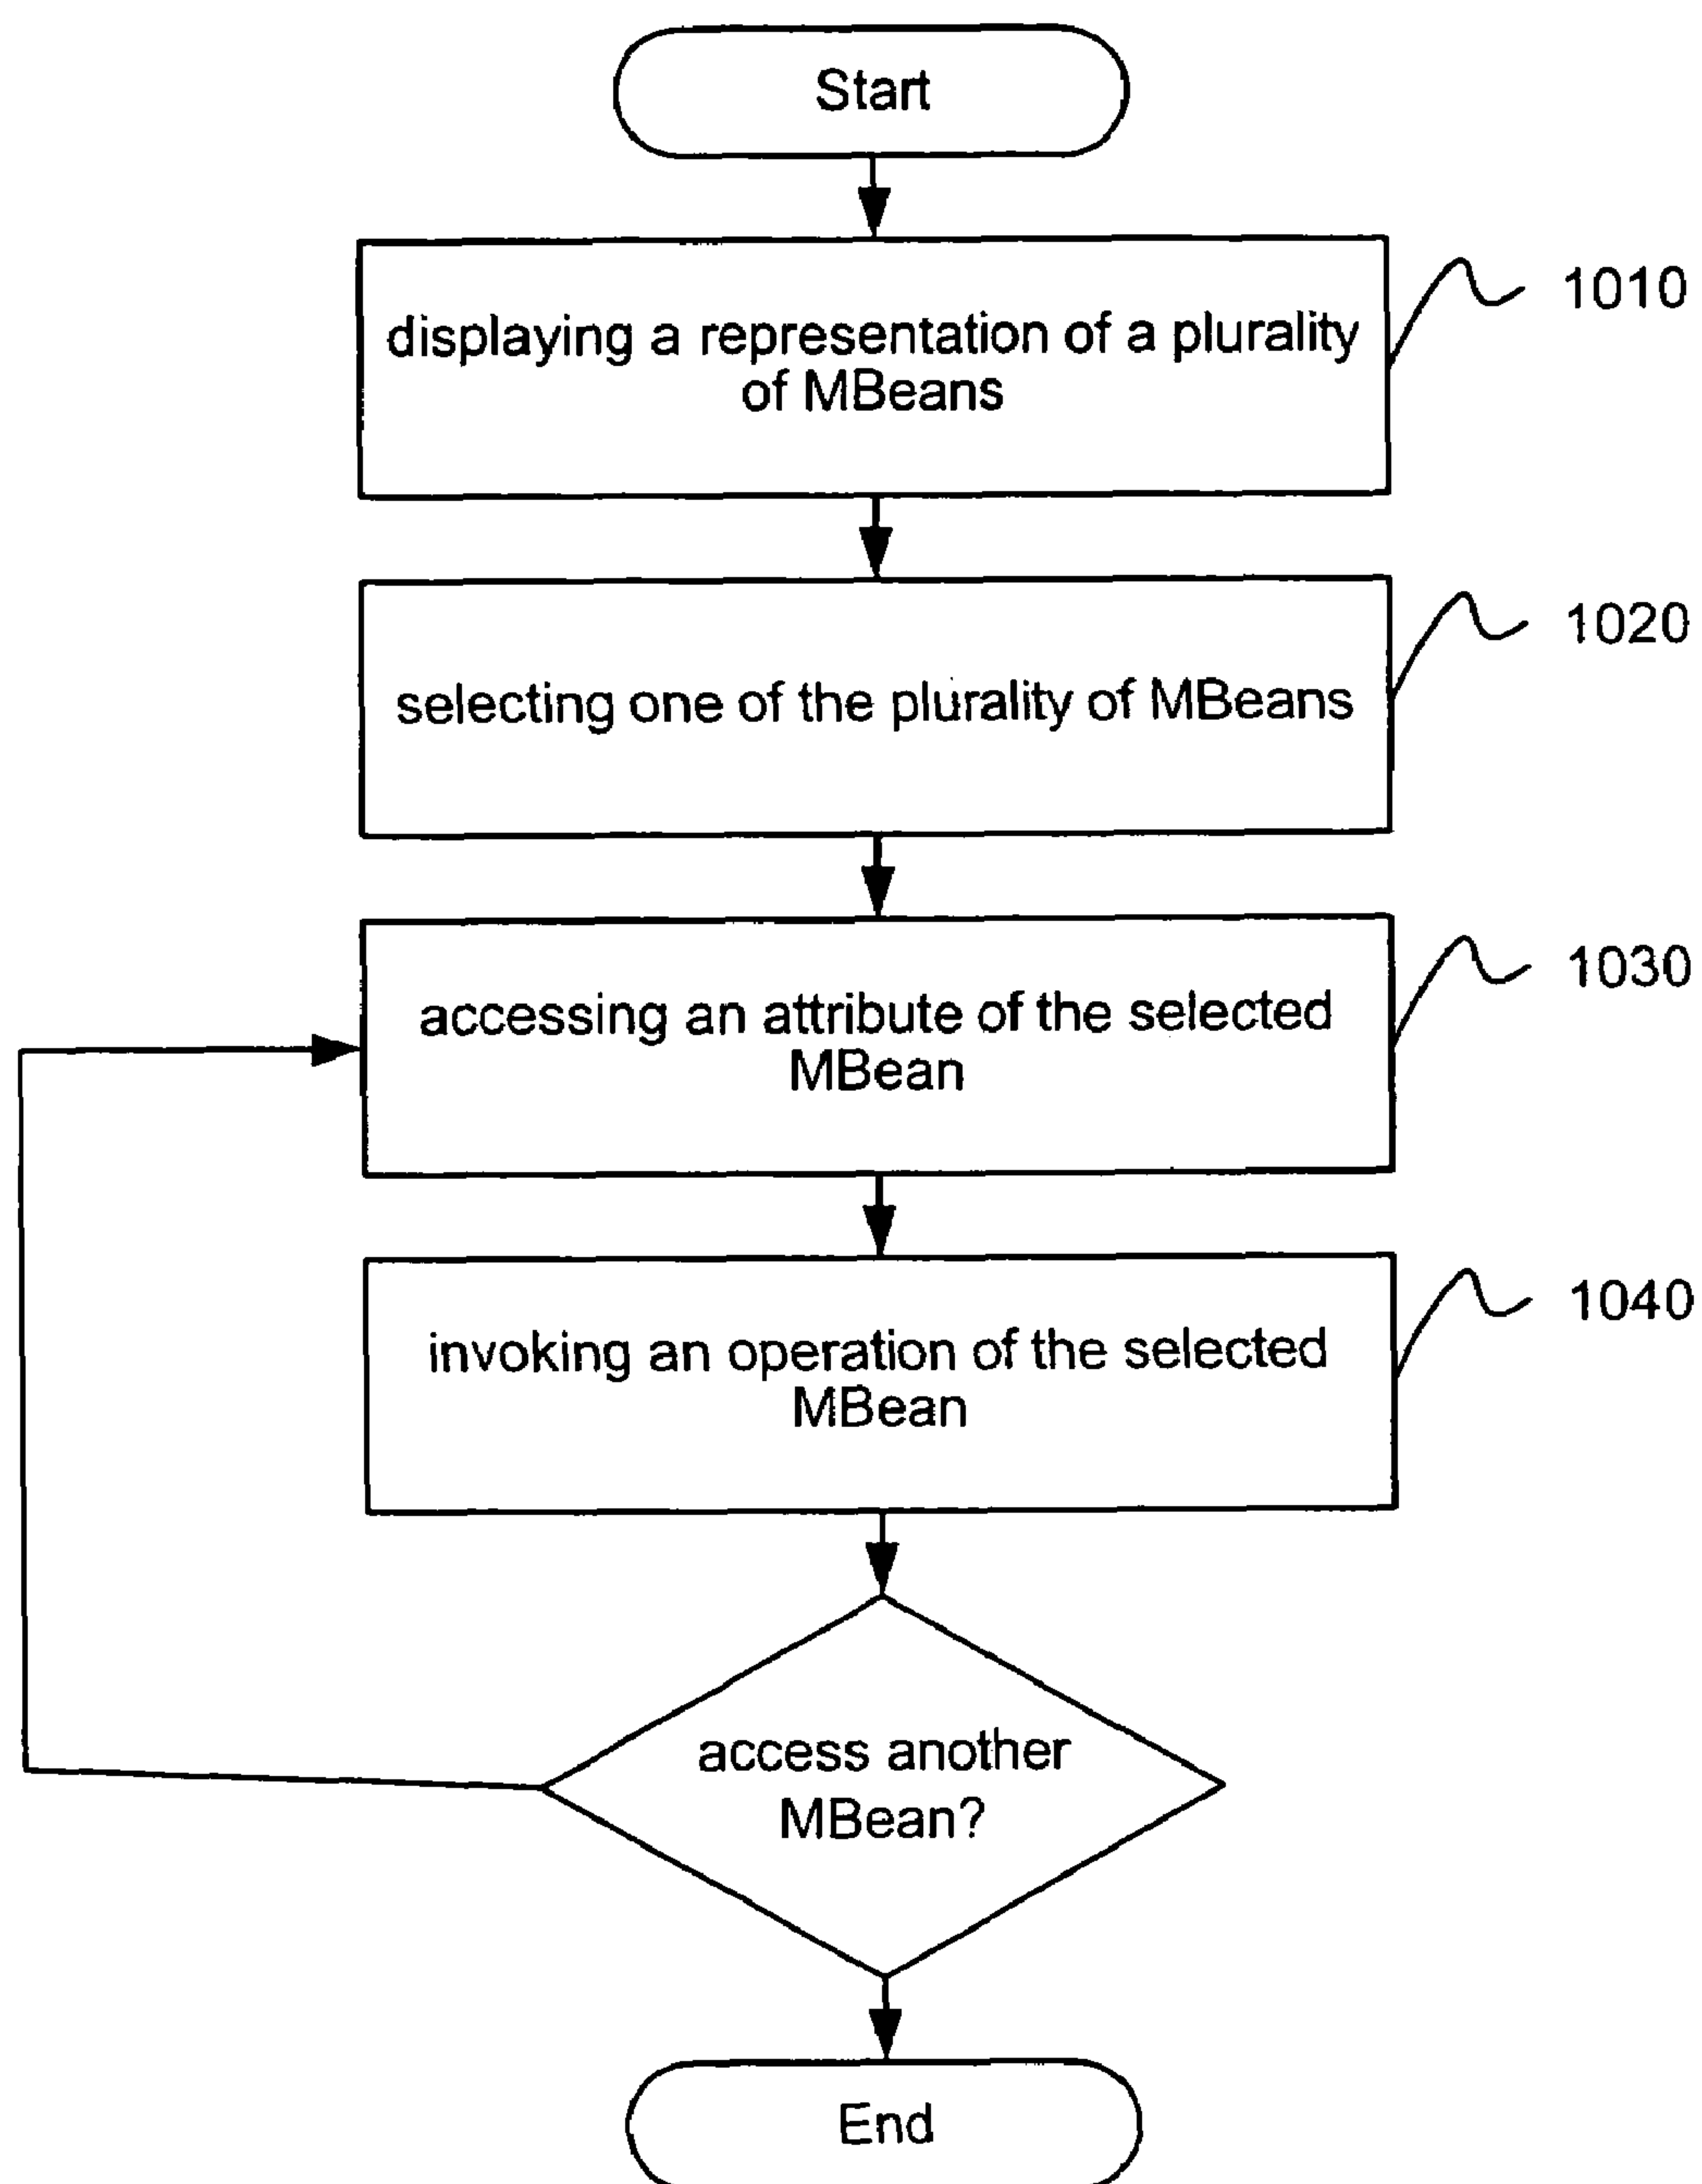 Start
displaying a representation of a plurality
of MBeans
1010
selecting one of the plurality of MBeans
1020
accessing an attribute of the selected
MBean
1030
invoking an operation of the selected
MBean
1040
access another
MBean?
End